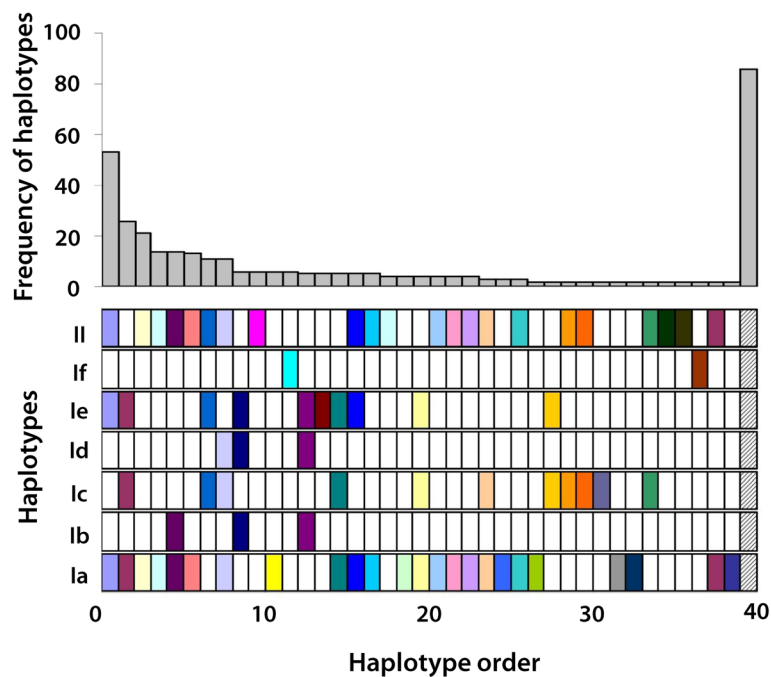 Frequency of haplotypes
100
80
60
40
20
0
Haplotypes
II
If
Ie
Id
Ic
Ib
Ia
0 10 20 30 40
Haplotype order